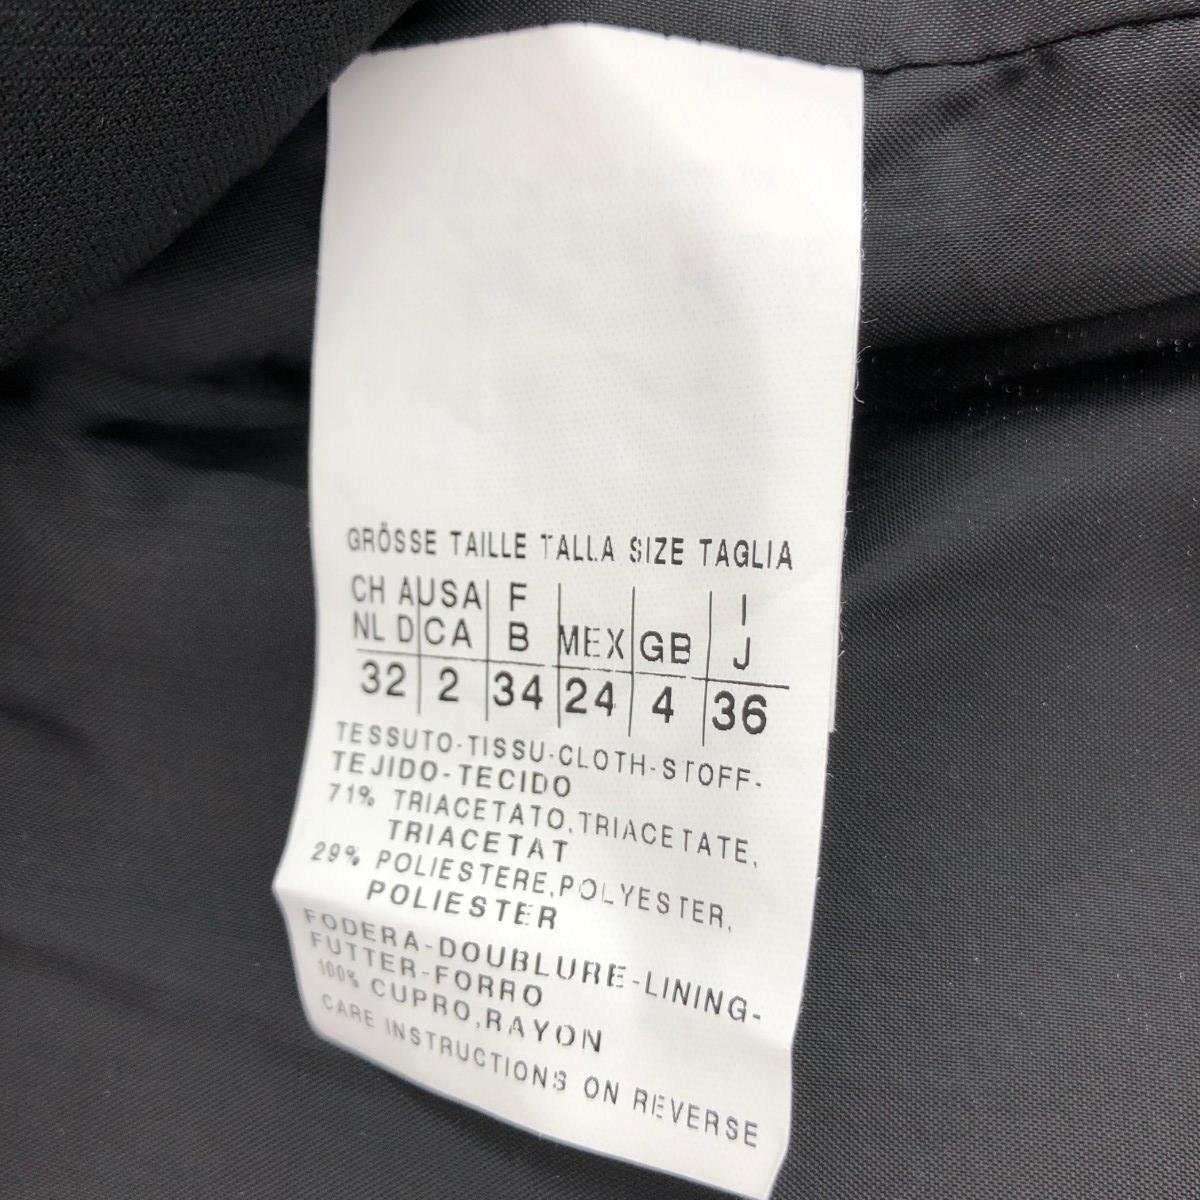 GRÖSSE TAILLE TALLA SIZE TAGLIA
CH A USA F I
NL D CA B MEX GB J
32 2 34 24 4 36
TESSUTO-TISSU-CLOTH-STOFF-
TEJIDO-TECIDO
71% TRIACETATO,TRIACETATE,
TRIACETAT
29% POLIESTERE,POLYESTER,
POLIESTER
FODERA-DOUBLURE-LINING-
FUTTER-FORRO
100% CUPRO,RAYON
CARE INSTRUCTIONS ON REVERSE